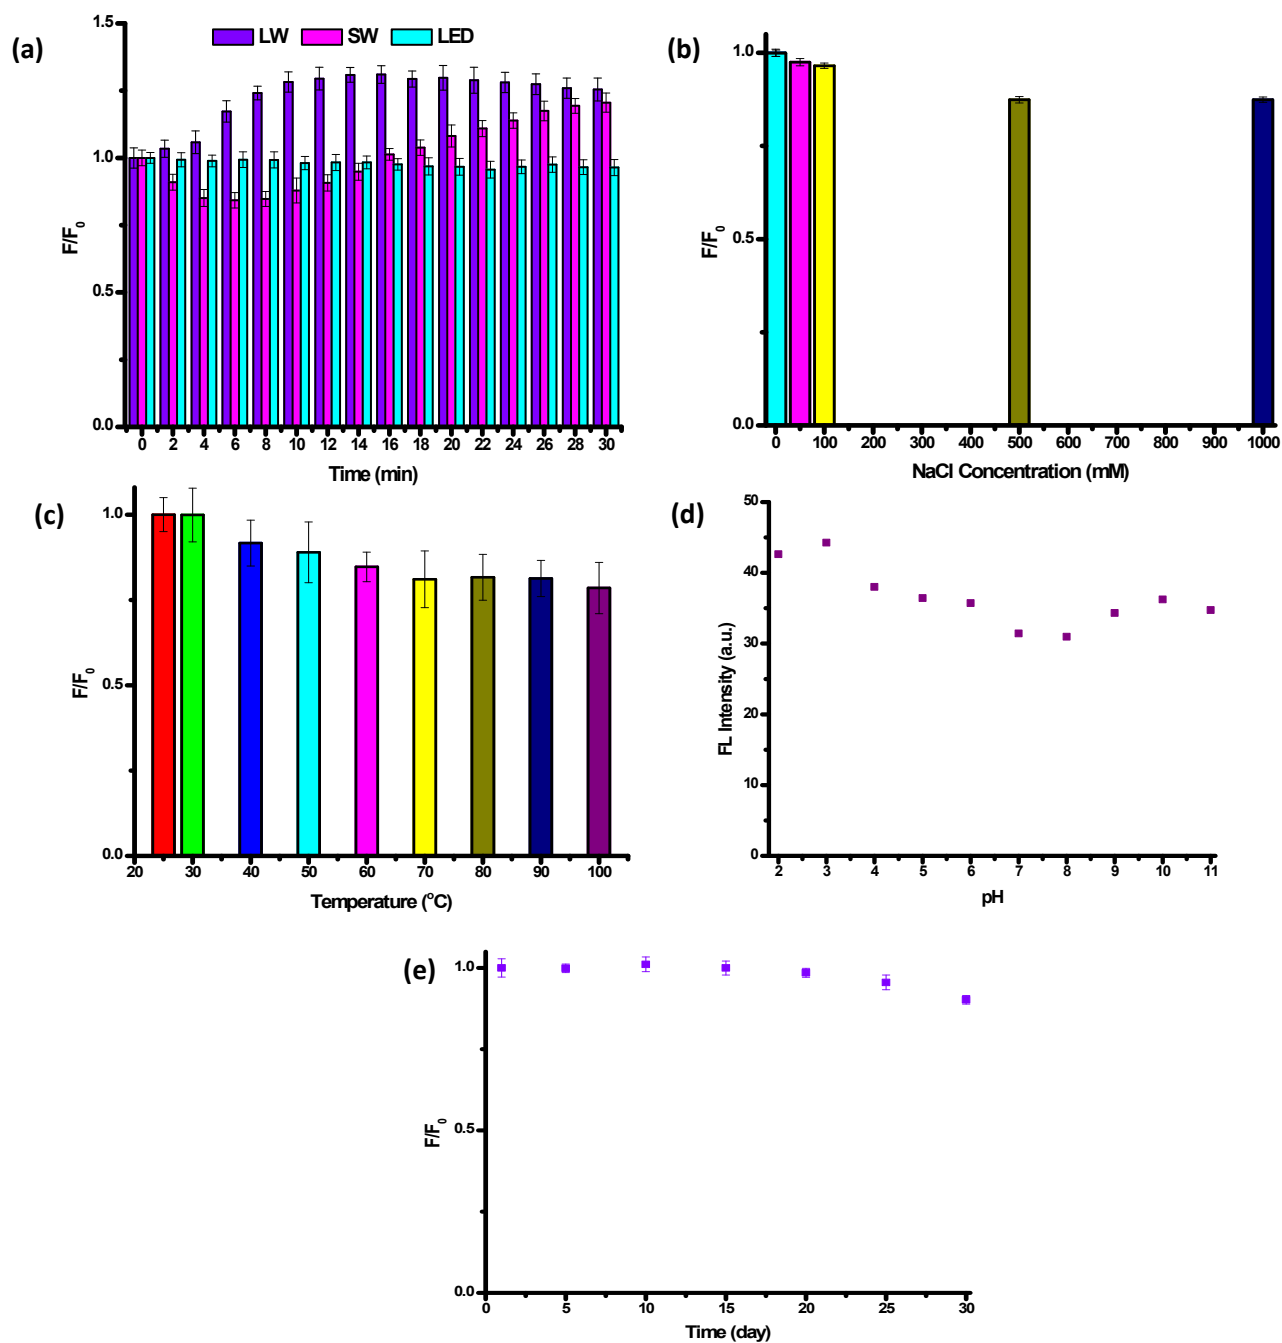 (a)
LW SW LED
1.5
1.0
0.5
0.0
F/F0
0 2 4 6 8 10 12 14 16 18 20 22 24 26 28 30
Time (min)
(b)
1.0
0.5
0.0
F/F0
0 100 200 300 400 500 600 700 800 900 1000
NaCl Concentration (mM)
(c)
1.0
0.5
0.0
F/F0
20 30 40 50 60 70 80 90 100
Temperature (oC)
(d)
50
40
30
20
10
0
FL Intensity (a.u.)
2 3 4 5 6 7 8 9 10 11
pH
(e)
1.0
0.5
0.0
F/F0
0 5 10 15 20 25 30
Time (day)